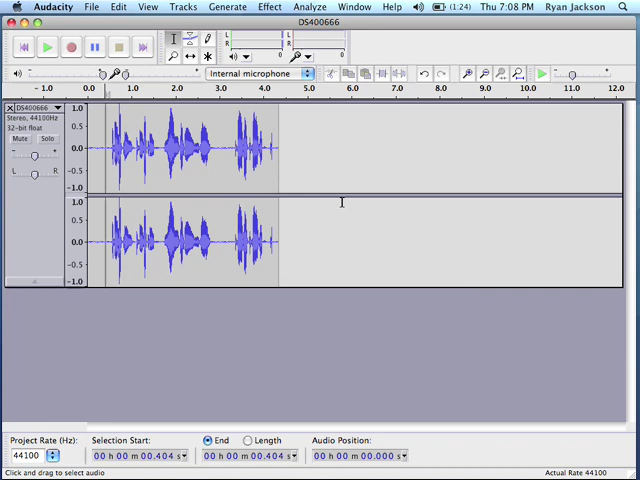 Audacity File Edit View Tracks Generate Effect Analyze Window Help (1:24) Thu 7:08 PM Ryan Jackson
DS400666
L
R
L
R
Internal microphone
- 1.0 0.0 1.0 2.0 3.0 4.0 5.0 6.0 7.0 8.0 9.0 10.0 11.0 12.0
DS400666
Stereo, 44100Hz
32-bit float
Mute Solo
- +
L R
1.0
0.5
0.0
-0.5
-1.0
1.0
0.5
0.0
-0.5
-1.0
Project Rate (Hz): Selection Start: End Length Audio Position:
44100 00 h 00 m 00.404 s 00 h 00 m 00.404 s 00 h 00 m 00.000 s
Click and drag to select audio Actual Rate 44100